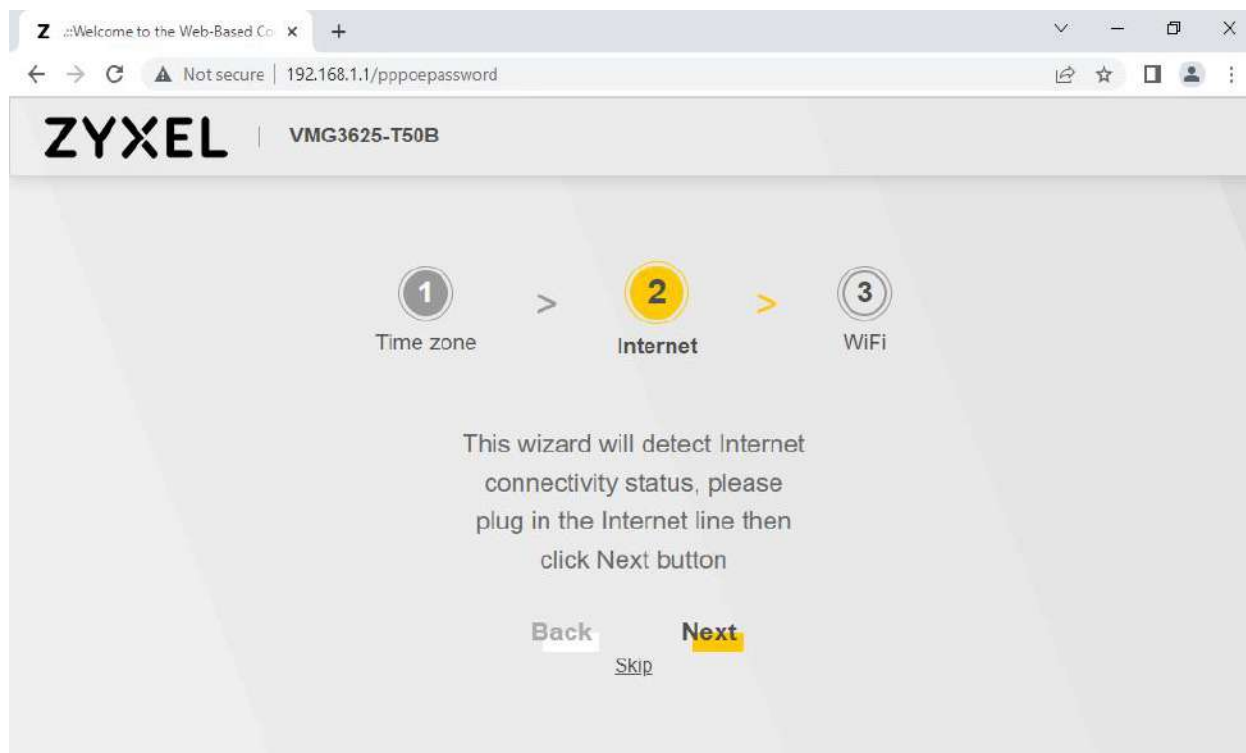 Z .::Welcome to the Web-Based Co
Not secure | 192.168.1.1/pppoepassword
ZYXEL | VMG3625-T50B
1 > 2 > 3
Time zone Internet WiFi
This wizard will detect Internet
connectivity status, please
plug in the Internet line then
click Next button
Back Next
Skip